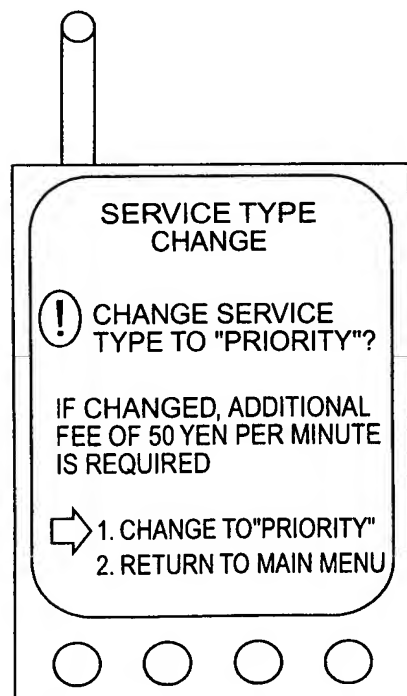 SERVICE TYPE
CHANGE
! CHANGE SERVICE
TYPE TO "PRIORITY"?
IF CHANGED, ADDITIONAL
FEE OF 50 YEN PER MINUTE
IS REQUIRED
1. CHANGE TO"PRIORITY"
2. RETURN TO MAIN MENU